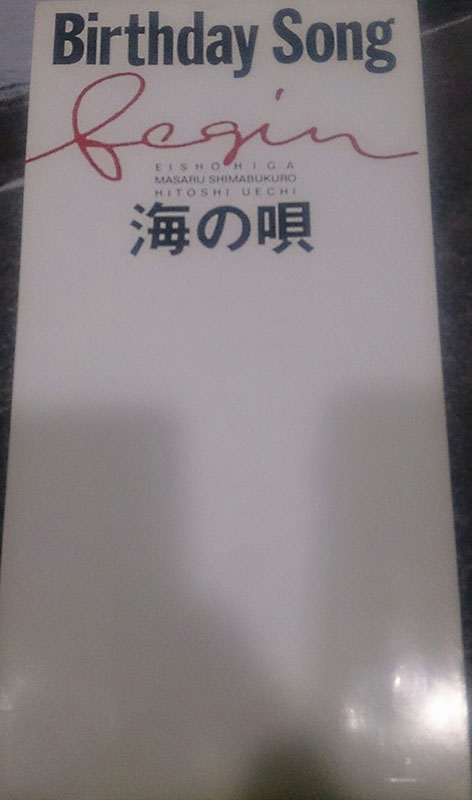 Birthday Song
begin
EISHO HIGA
MASARU SHIMABUKURO
HITOSHI UECHI
海の唄